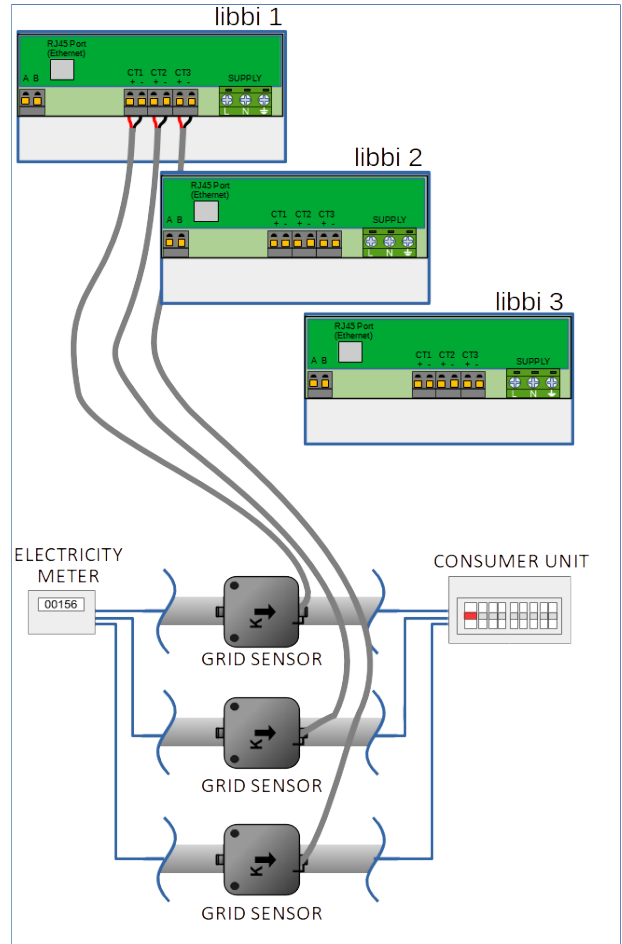 libbi 1
RJ45 Port
(Ethernet)
A B
CT1 CT2 CT3
+ - + - + -
SUPPLY
L N
libbi 2
RJ45 Port
(Ethernet)
A B
CT1 CT2 CT3
+ - + - + -
SUPPLY
L N
libbi 3
RJ45 Port
(Ethernet)
A B
CT1 CT2 CT3
+ - + - + -
SUPPLY
L N
ELECTRICITY
METER
00156
CONSUMER UNIT
K
GRID SENSOR
K
GRID SENSOR
K
GRID SENSOR